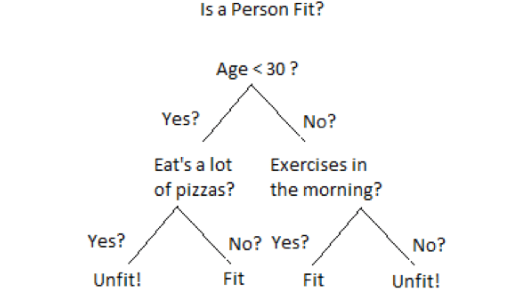 Is a Person Fit?
Age < 30 ?
Yes?
No?
Eat's a lot
of pizzas?
Exercises in
the morning?
Yes?
No?
Yes?
No?
Unfit!
Fit
Fit
Unfit!